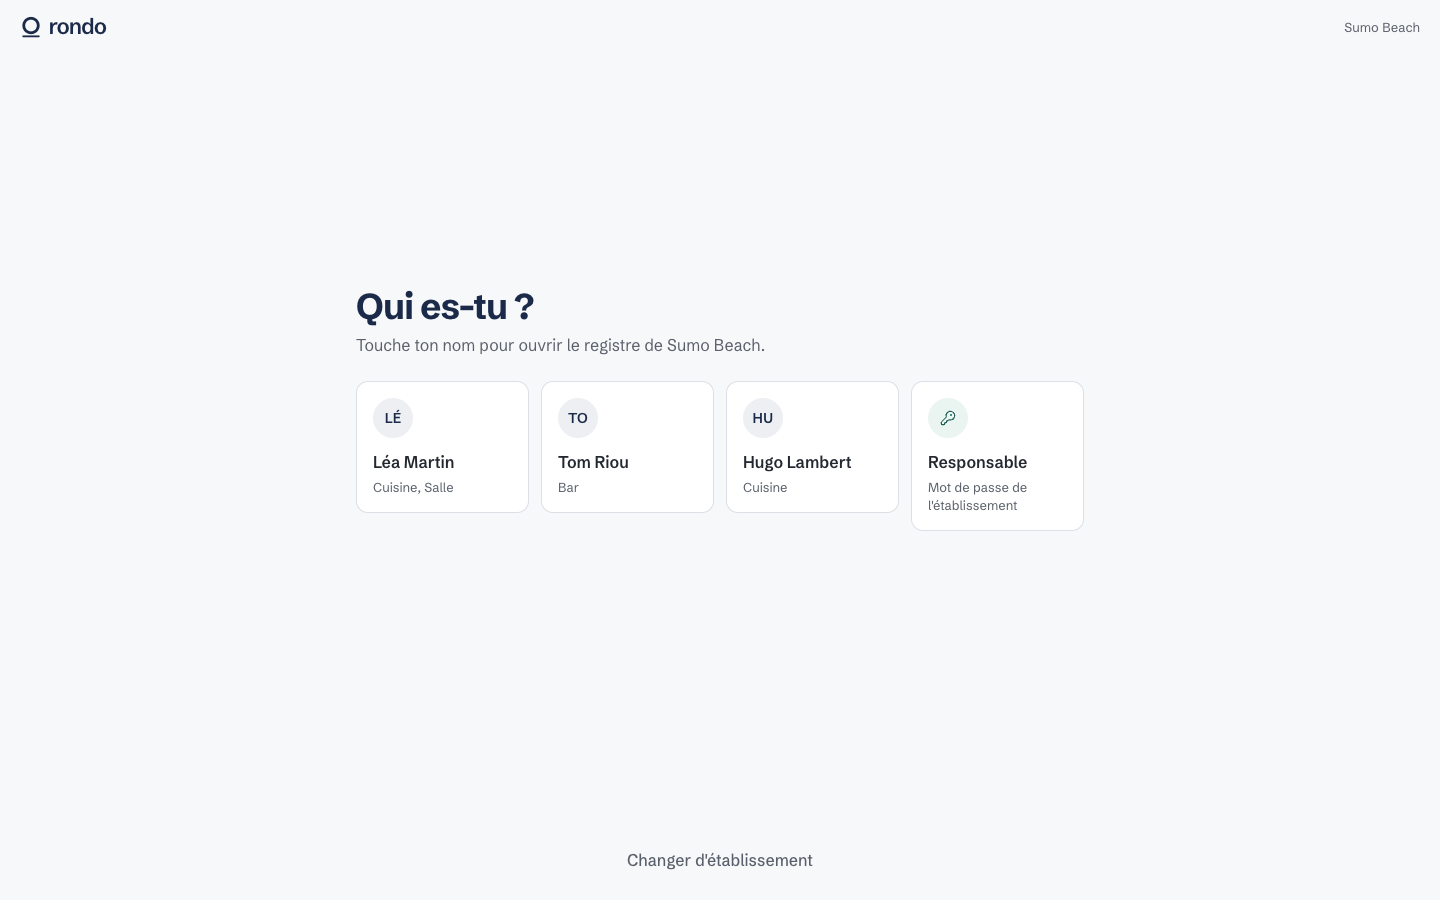 rondo
Sumo Beach
Qui es-tu ?
Touche ton nom pour ouvrir le registre de Sumo Beach.
LÉ
Léa Martin
Cuisine, Salle
TO
Tom Riou
Bar
HU
Hugo Lambert
Cuisine
Responsable
Mot de passe de
l'établissement
Changer d'établissement